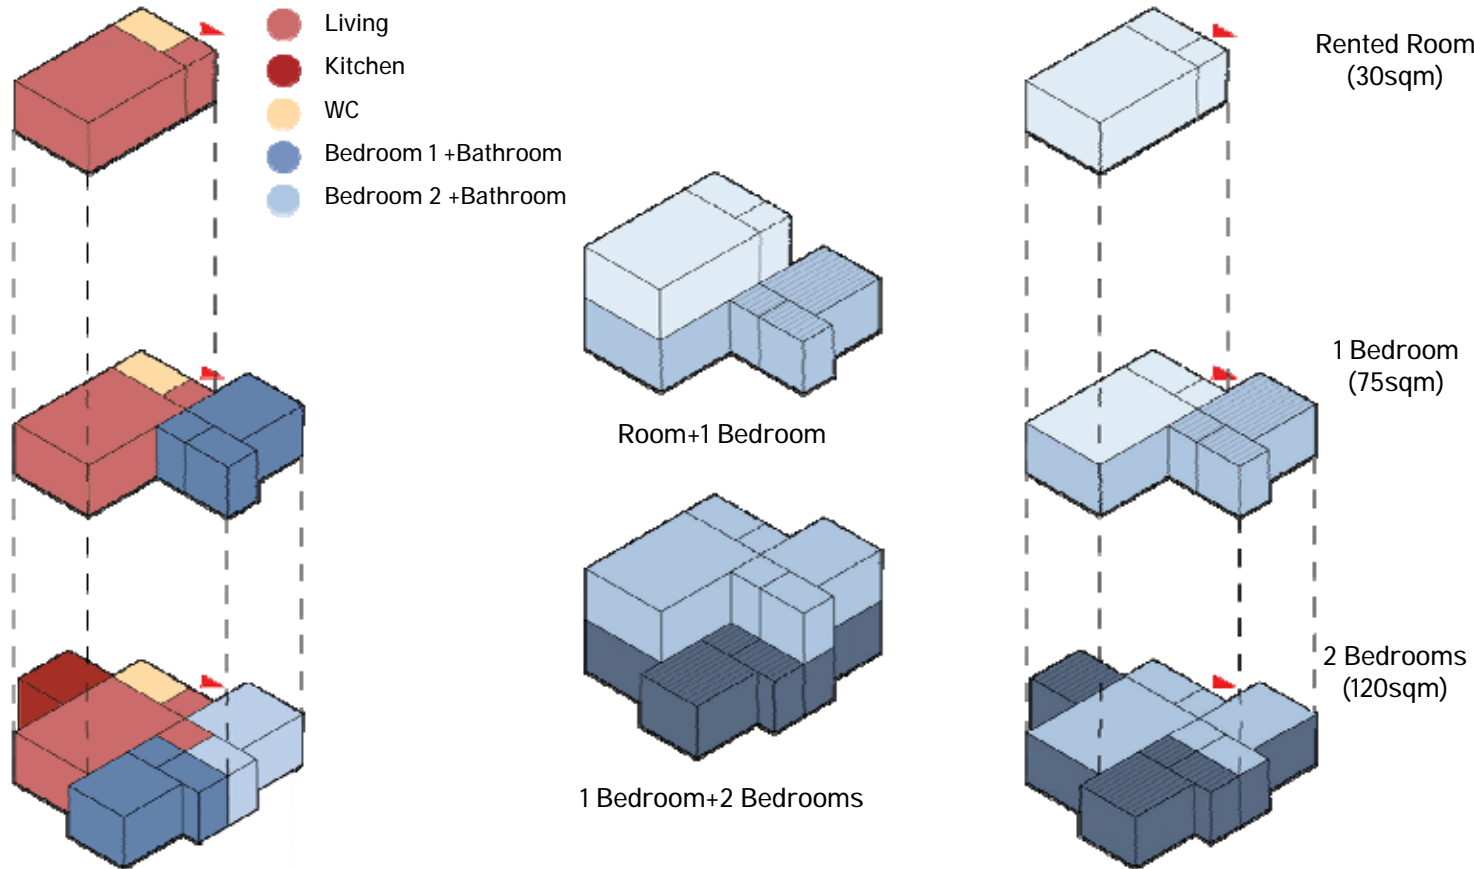 Living
Kitchen
WC
Bedroom 1 +Bathroom
Bedroom 2 +Bathroom
Room+1 Bedroom
1 Bedroom+2 Bedrooms
Rented Room
(30sqm)
1 Bedroom
(75sqm)
2 Bedrooms
(120sqm)